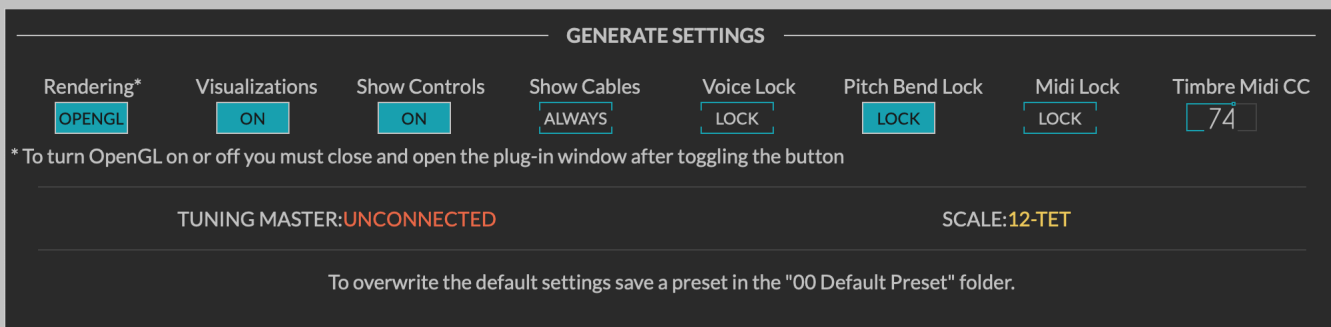 GENERATE SETTINGS
Rendering* Visualizations Show Controls Show Cables Voice Lock Pitch Bend Lock Midi Lock Timbre Midi CC
OPENGL ON ON ALWAYS LOCK LOCK LOCK 74
* To turn OpenGL on or off you must close and open the plug-in window after toggling the button
TUNING MASTER:UNCONNECTED SCALE:12-TET
To overwrite the default settings save a preset in the "00 Default Preset" folder.